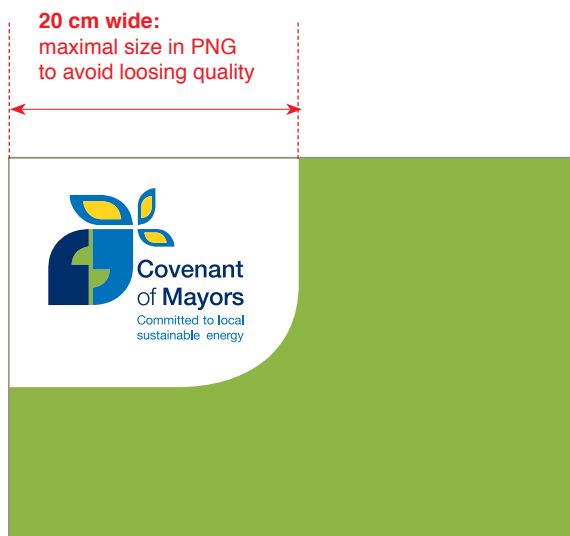 20 cm wide:
maximal size in PNG
to avoid loosing quality
Covenant
of Mayors
Committed to local
sustainable energy